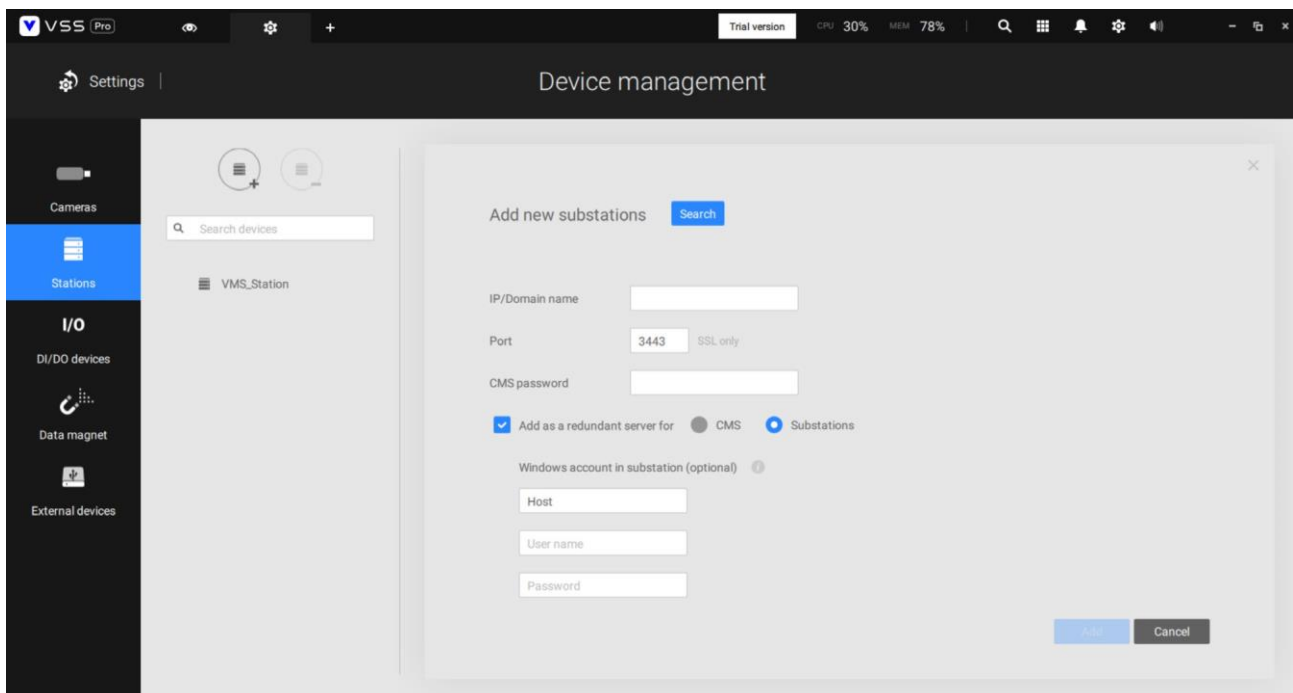 VSS Pro
Trial version
CPU 30% MEM 78%
Settings
Device management
Cameras
Stations
I/O
DI/DO devices
Data magnet
External devices
Search devices
VMS_Station
Add new substations Search
IP/Domain name
Port 3443 SSL only
CMS password
Add as a redundant server for CMS Substations
Windows account in substation (optional)
Host
User name
Password
Add Cancel